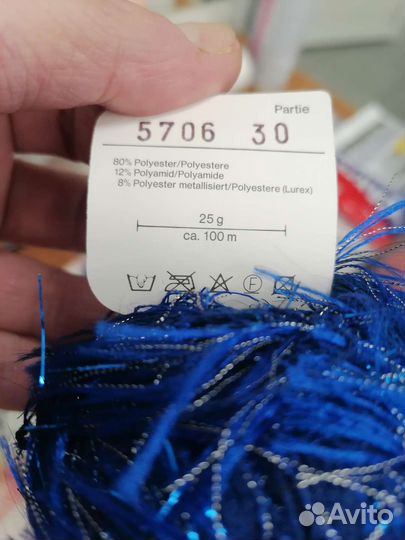 Partie
5706 30
80% Polyester/Polyestere
12% Polyamid/Polyamide
8% Polyester metallisiert/Polyestere (Lurex)
25 g
ca. 100 m
Avito